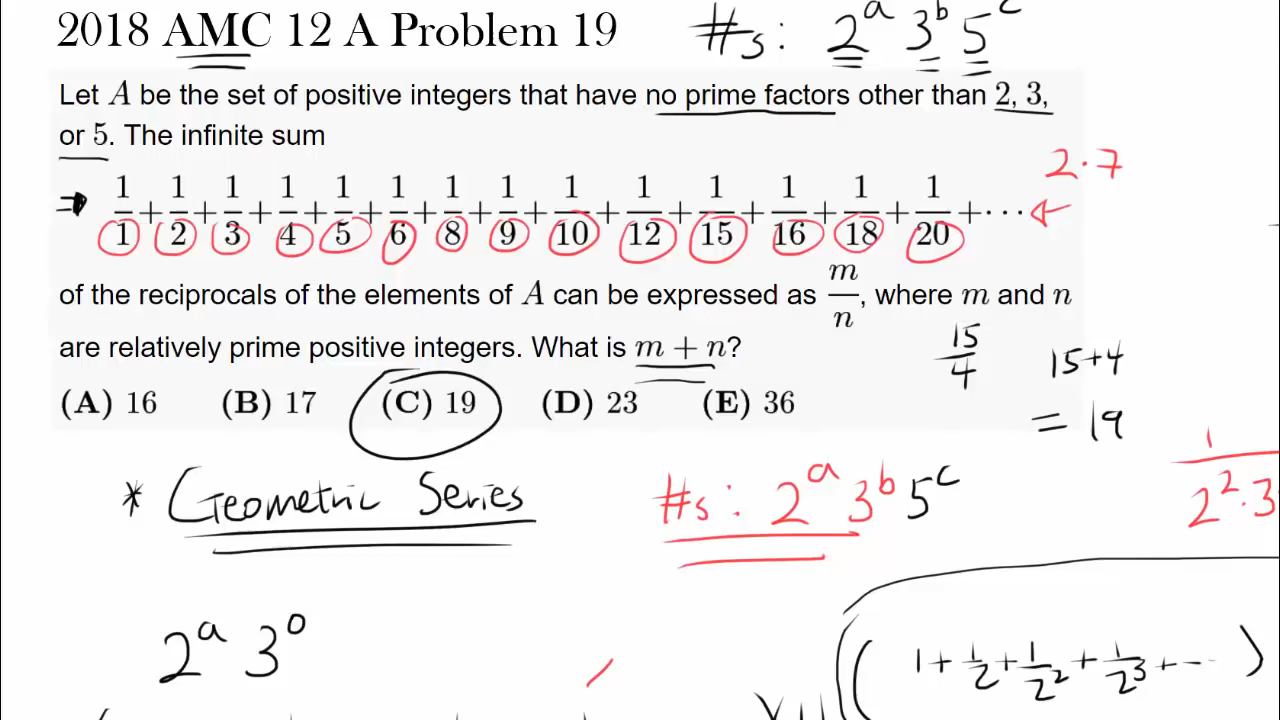 2018 AMC 12 A Problem 19
#s: 2^a 3^b 5^c
Let A be the set of positive integers that have no prime factors other than 2, 3,
or 5. The infinite sum
2·7
⇒ 1/1 + 1/2 + 1/3 + 1/4 + 1/5 + 1/6 + 1/8 + 1/9 + 1/10 + 1/12 + 1/15 + 1/16 + 1/18 + 1/20 + ··· ←
of the reciprocals of the elements of A can be expressed as m/n, where m and n
are relatively prime positive integers. What is m + n?
15/4 15+4
(A) 16 (B) 17 (C) 19 (D) 23 (E) 36
= 19
* Geometric Series
#s: 2^a 3^b 5^c
1/2^2·3
2^a 3^0
(1 + 1/2 + 1/2^2 + 1/2^3 + ··· )